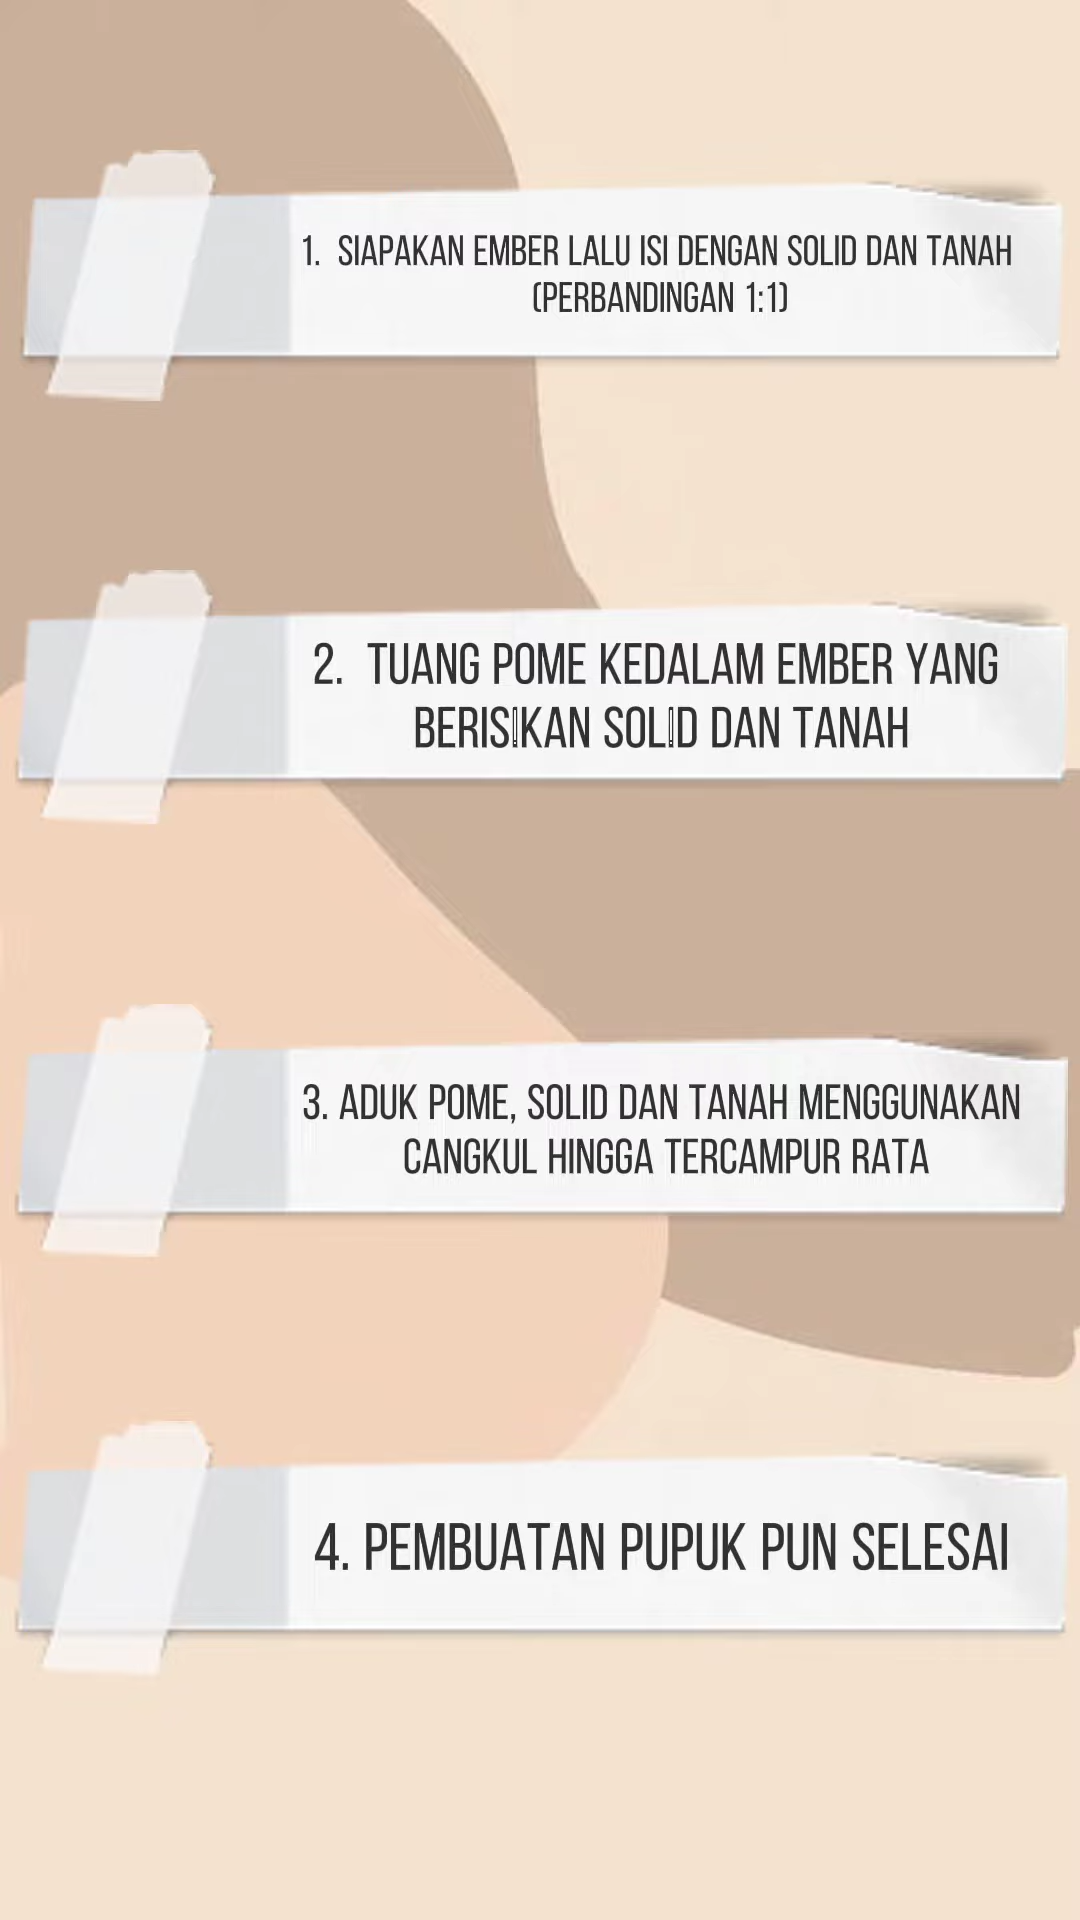 1. SIAPAKAN EMBER LALU ISI DENGAN SOLID DAN TANAH
(PERBANDINGAN 1:1)
2. TUANG POME KEDALAM EMBER YANG
BERISIKAN SOLID DAN TANAH
3. ADUK POME, SOLID DAN TANAH MENGGUNAKAN
CANGKUL HINGGA TERCAMPUR RATA
4. PEMBUATAN PUPUK PUN SELESAI